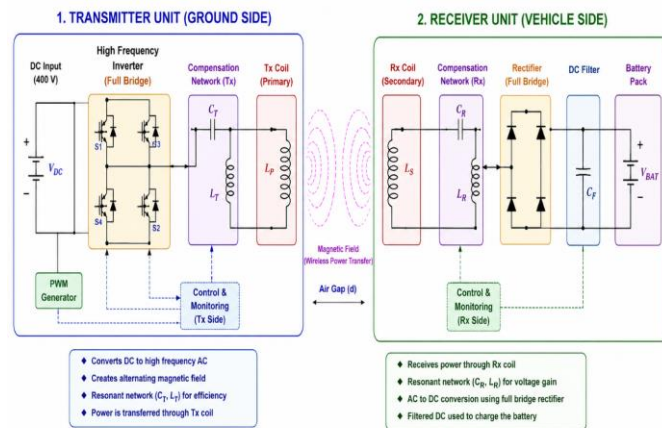 1. TRANSMITTER UNIT (GROUND SIDE)
DC Input
(400 V)
High Frequency
Inverter
(Full Bridge)
Compensation
Network (Tx)
Tx Coil
(Primary)
S1
S3
S4
S2
V_DC
C_T
L_T
L_P
PWM
Generator
Control &
Monitoring
(Tx Side)
Magnetic Field
(Wireless Power Transfer)
Air Gap (d)
2. RECEIVER UNIT (VEHICLE SIDE)
Rx Coil
(Secondary)
Compensation
Network (Rx)
Rectifier
(Full Bridge)
DC Filter
Battery
Pack
L_S
C_R
L_R
C_F
V_BAT
Control &
Monitoring
(Rx Side)
♦ Converts DC to high frequency AC
♦ Creates alternating magnetic field
♦ Resonant network (C_T, L_T) for efficiency
♦ Power is transferred through Tx coil
♦ Receives power through Rx coil
♦ Resonant network (C_R, L_R) for voltage gain
♦ AC to DC conversion using full bridge rectifier
♦ Filtered DC used to charge the battery